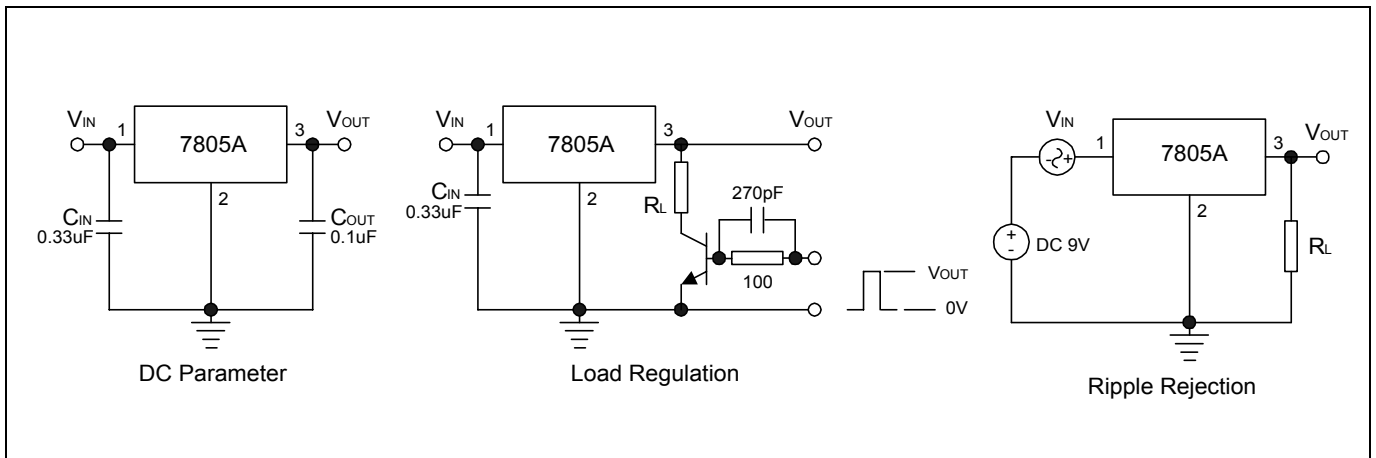 VIN
1
7805A
3
VOUT
2
CIN
0.33uF
COUT
0.1uF
DC Parameter
VIN
1
7805A
3
VOUT
2
CIN
0.33uF
RL
270pF
100
VOUT
0V
Load Regulation
VIN
-
+
1
7805A
3
VOUT
2
+
-
DC 9V
RL
Ripple Rejection